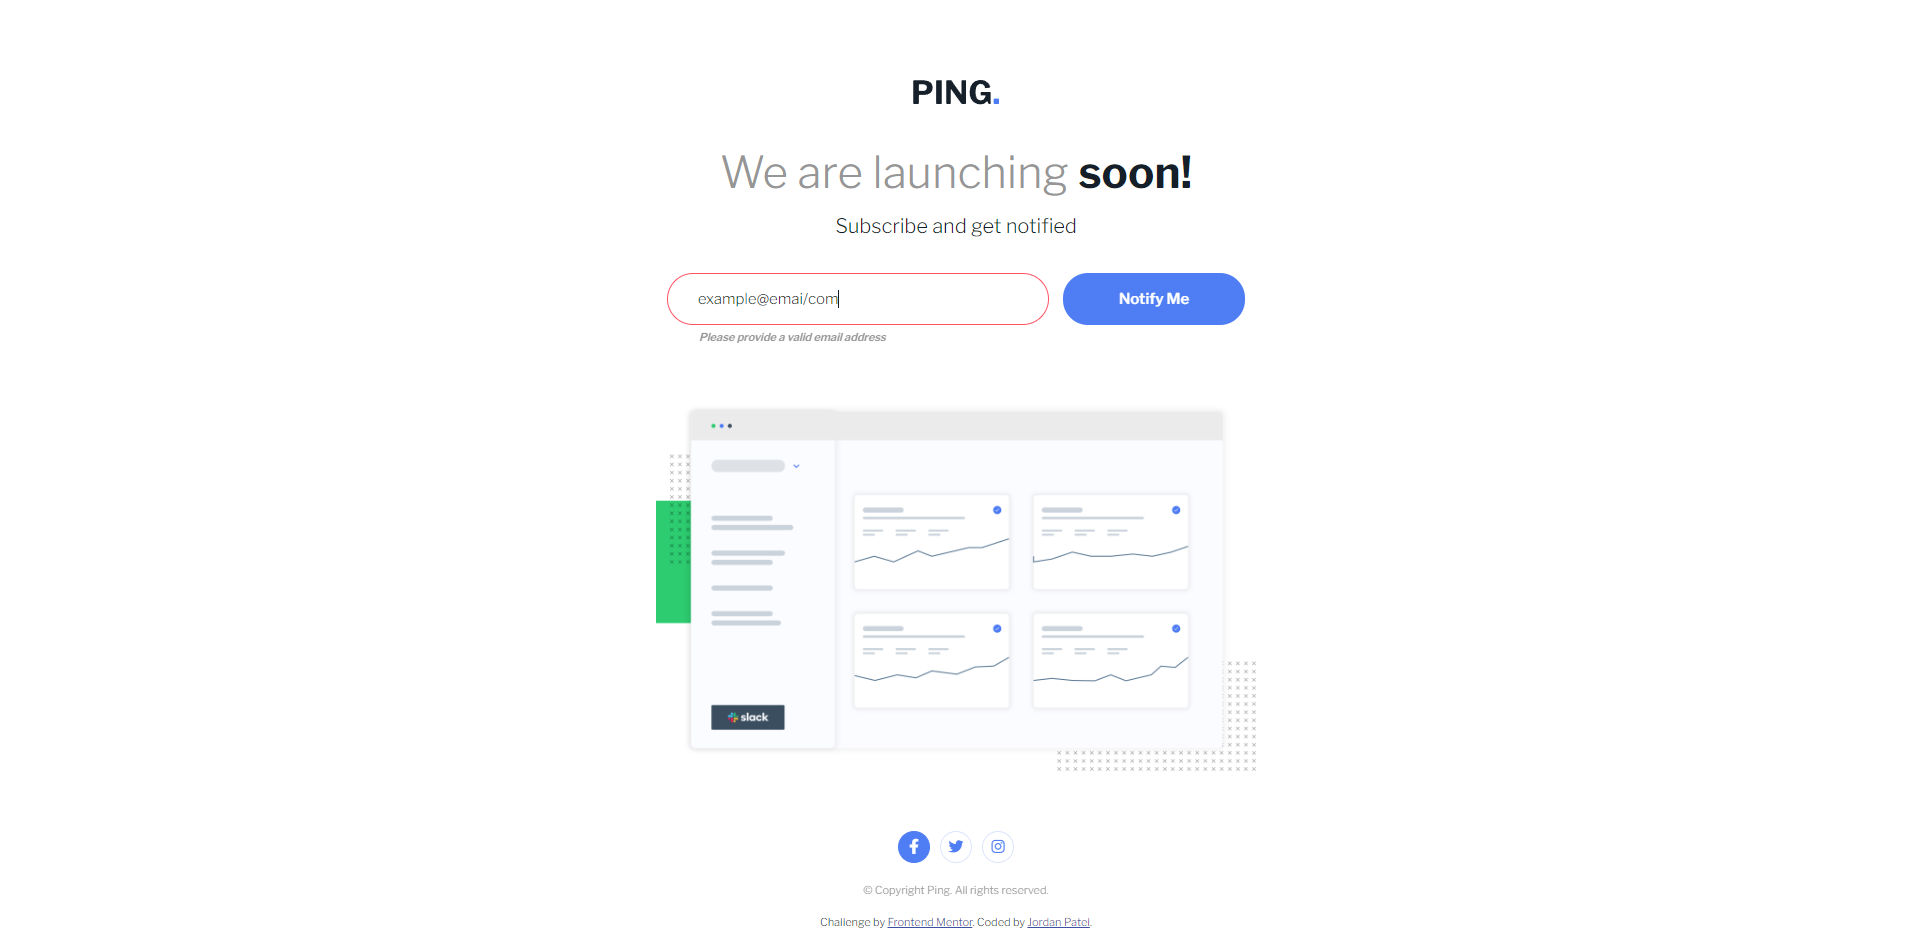 PING.
We are launching soon!
Subscribe and get notified
example@emai/com
Notify Me
Please provide a valid email address
slack
© Copyright Ping. All rights reserved.
Challenge by Frontend Mentor. Coded by Jordan Patel.